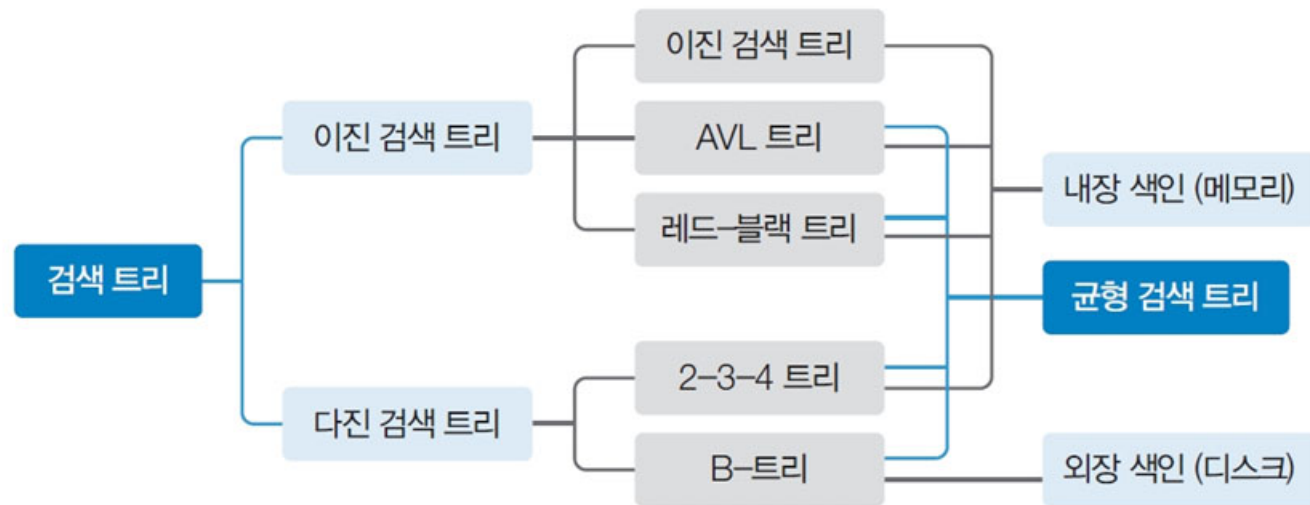 검색 트리
이진 검색 트리
다진 검색 트리
이진 검색 트리
AVL 트리
레드-블랙 트리
2-3-4 트리
B-트리
내장 색인 (메모리)
균형 검색 트리
외장 색인 (디스크)